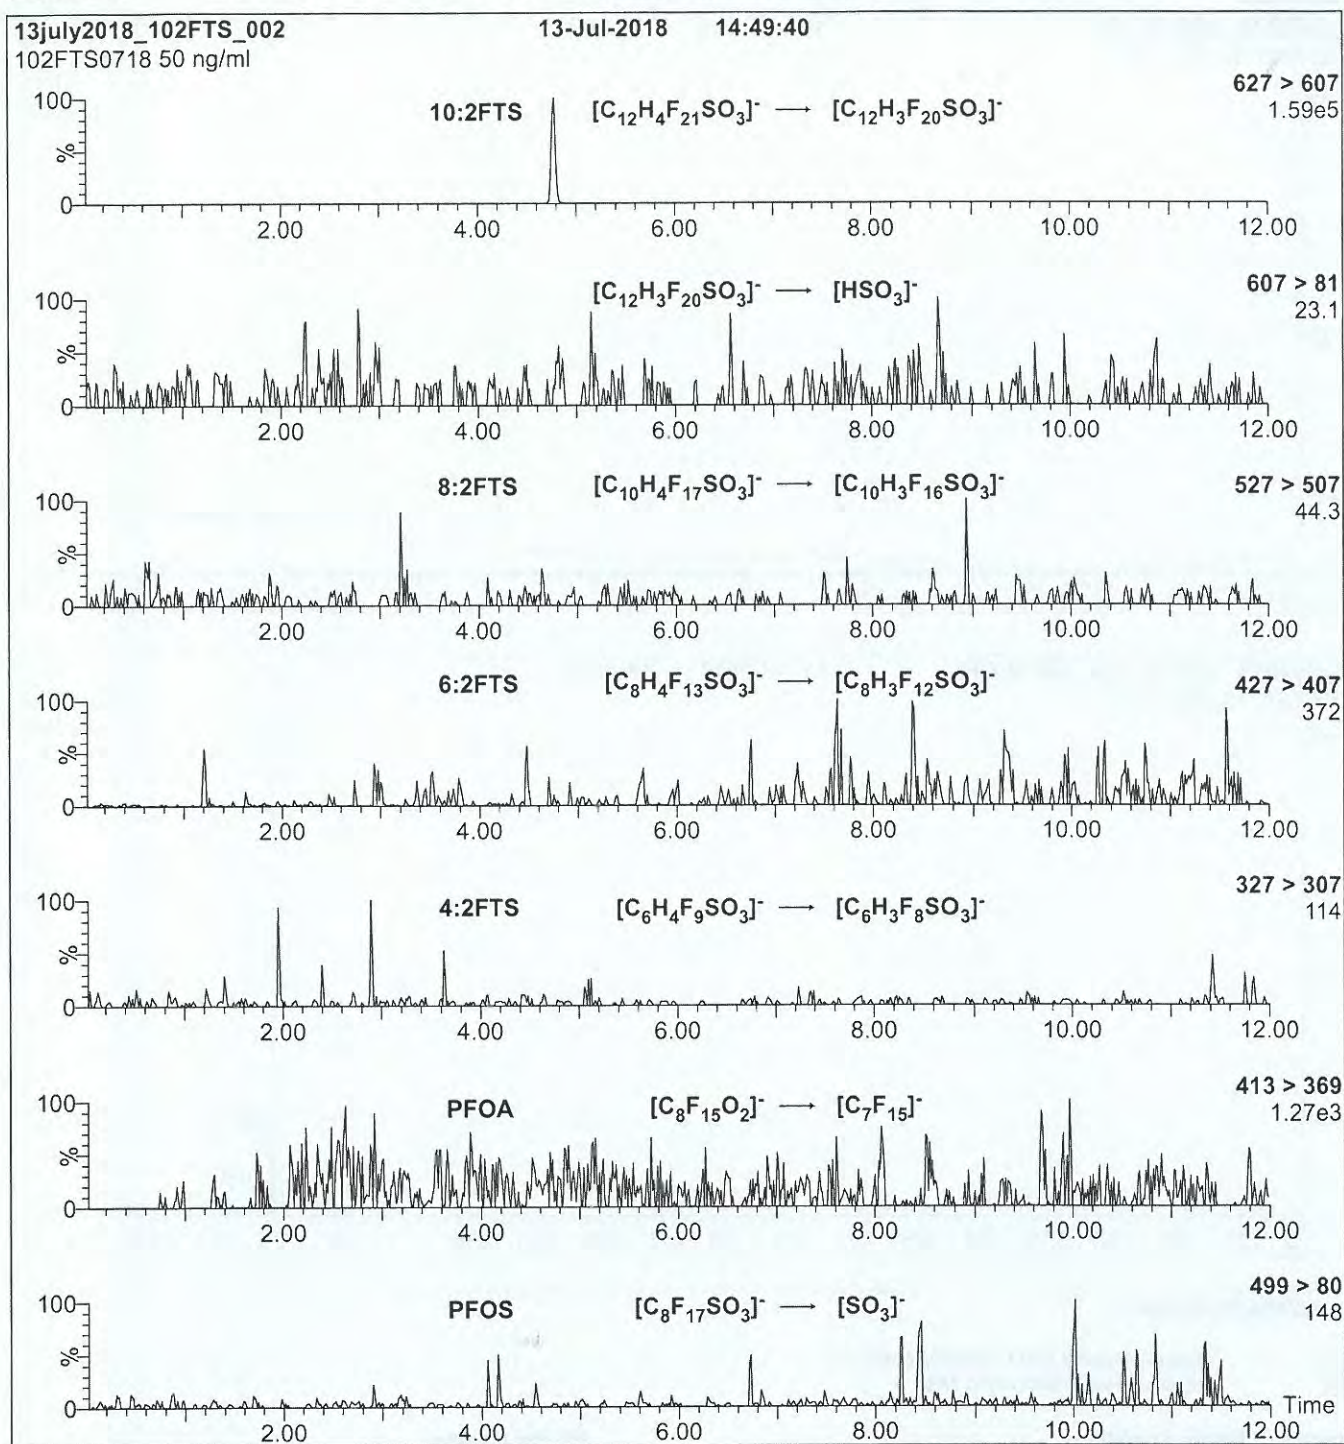 13july2018_102FTS_002 13-Jul-2018 14:49:40
102FTS0718 50 ng/ml
627 > 607
1.59e5
10:2FTS [C₁₂H₄F₂₁SO₃]⁻ ⟶ [C₁₂H₃F₂₀SO₃]⁻
100
%
0
2.00 4.00 6.00 8.00 10.00 12.00
607 > 81
23.1
[C₁₂H₃F₂₀SO₃]⁻ ⟶ [HSO₃]⁻
100
%
0
2.00 4.00 6.00 8.00 10.00 12.00
527 > 507
44.3
8:2FTS [C₁₀H₄F₁₇SO₃]⁻ ⟶ [C₁₀H₃F₁₆SO₃]⁻
100
%
0
2.00 4.00 6.00 8.00 10.00 12.00
427 > 407
372
6:2FTS [C₈H₄F₁₃SO₃]⁻ ⟶ [C₈H₃F₁₂SO₃]⁻
100
%
0
2.00 4.00 6.00 8.00 10.00 12.00
327 > 307
114
4:2FTS [C₆H₄F₉SO₃]⁻ ⟶ [C₆H₃F₈SO₃]⁻
100
%
0
2.00 4.00 6.00 8.00 10.00 12.00
413 > 369
1.27e3
PFOA [C₈F₁₅O₂]⁻ ⟶ [C₇F₁₅]⁻
100
%
0
2.00 4.00 6.00 8.00 10.00 12.00
499 > 80
148
PFOS [C₈F₁₇SO₃]⁻ ⟶ [SO₃]⁻
100
%
0
Time
2.00 4.00 6.00 8.00 10.00 12.00